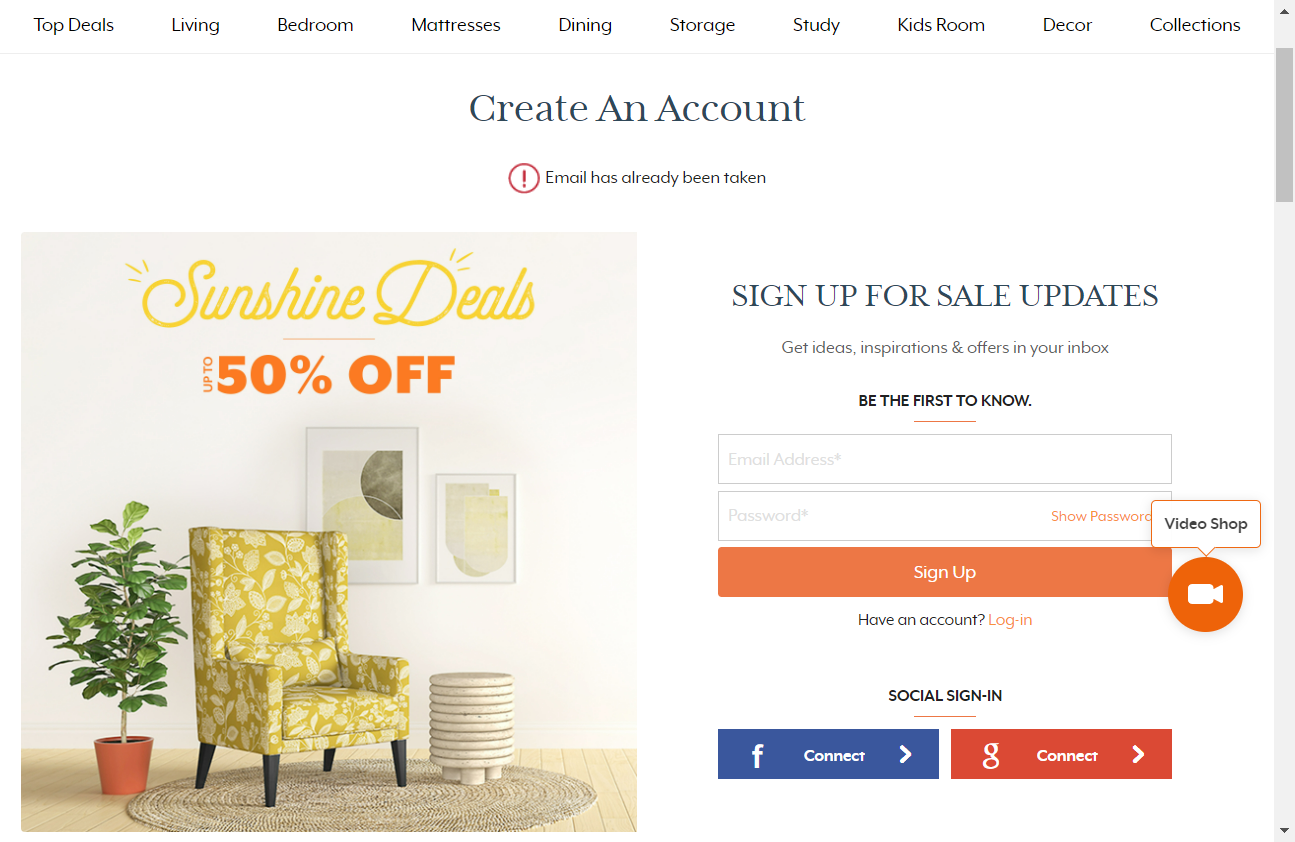 Top Deals Living Bedroom Mattresses Dining Storage Study Kids Room Decor Collections
Create An Account
Email has already been taken
Sunshine Deals
UP TO 50% OFF
SIGN UP FOR SALE UPDATES
Get ideas, inspirations & offers in your inbox
BE THE FIRST TO KNOW.
Email Address*
Password* Show Password
Video Shop
Sign Up
Have an account? Log-in
SOCIAL SIGN-IN
f Connect
g Connect